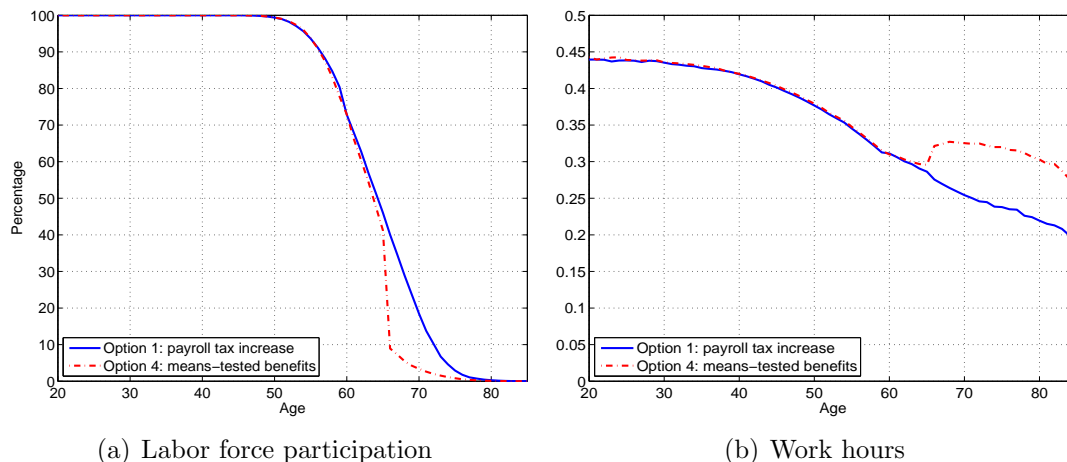 100
90
80
70
60
50
40
30
20
10
0
Percentage
20 30 40 50 60 70 80
Age
Option 1: payroll tax increase
Option 4: means-tested benefits
(a) Labor force participation
0.5
0.45
0.4
0.35
0.3
0.25
0.2
0.15
0.1
0.05
0
20 30 40 50 60 70 80
Age
Option 1: payroll tax increase
Option 4: means-tested benefits
(b) Work hours